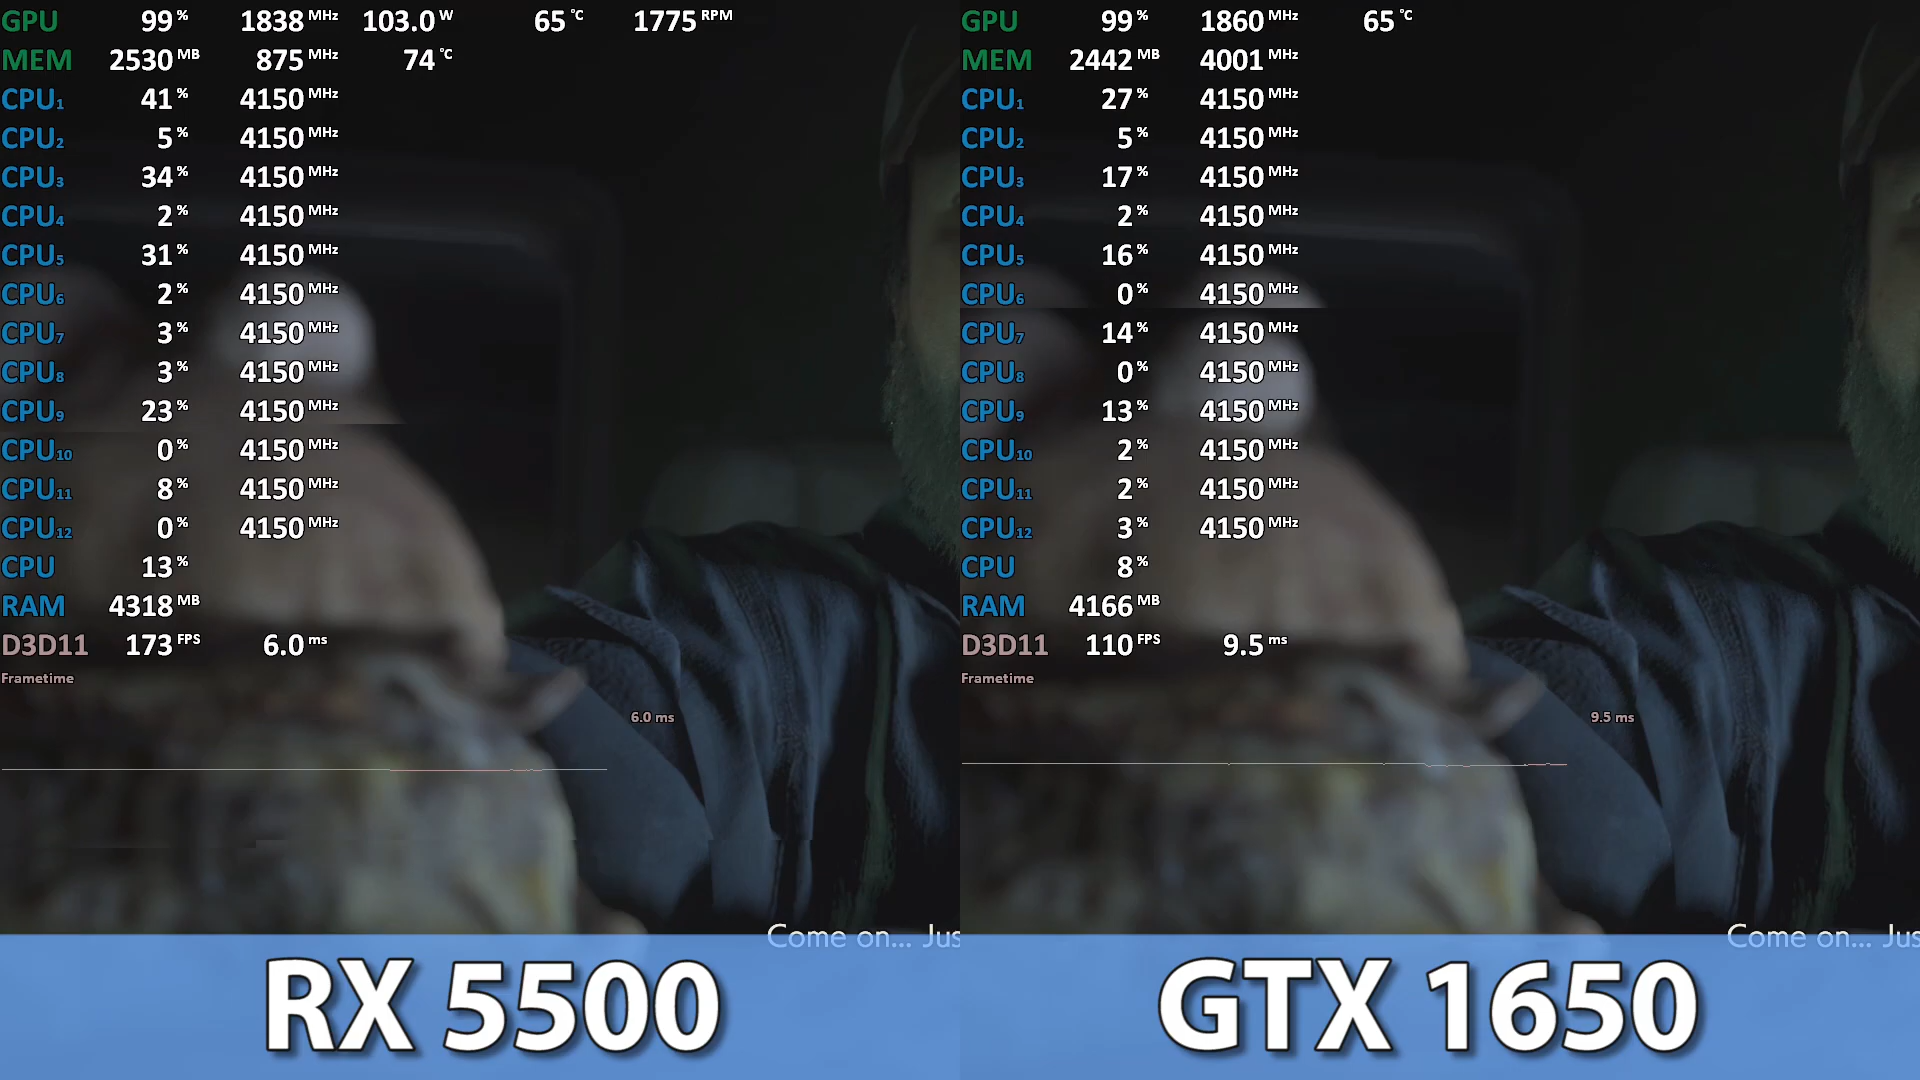 GPU 99 % 1838 MHz 103.0 W 65 °C 1775 RPM
MEM 2530 MB 875 MHz 74 °C
CPU1 41 % 4150 MHz
CPU2 5 % 4150 MHz
CPU3 34 % 4150 MHz
CPU4 2 % 4150 MHz
CPU5 31 % 4150 MHz
CPU6 2 % 4150 MHz
CPU7 3 % 4150 MHz
CPU8 3 % 4150 MHz
CPU9 23 % 4150 MHz
CPU10 0 % 4150 MHz
CPU11 8 % 4150 MHz
CPU12 0 % 4150 MHz
CPU 13 %
RAM 4318 MB
D3D11 173 FPS 6.0 ms
Frametime
6.0 ms
Come on... Jus
RX 5500
GPU 99 % 1860 MHz 65 °C
MEM 2442 MB 4001 MHz
CPU1 27 % 4150 MHz
CPU2 5 % 4150 MHz
CPU3 17 % 4150 MHz
CPU4 2 % 4150 MHz
CPU5 16 % 4150 MHz
CPU6 0 % 4150 MHz
CPU7 14 % 4150 MHz
CPU8 0 % 4150 MHz
CPU9 13 % 4150 MHz
CPU10 2 % 4150 MHz
CPU11 2 % 4150 MHz
CPU12 3 % 4150 MHz
CPU 8 %
RAM 4166 MB
D3D11 110 FPS 9.5 ms
Frametime
9.5 ms
Come on... Jus
GTX 1650